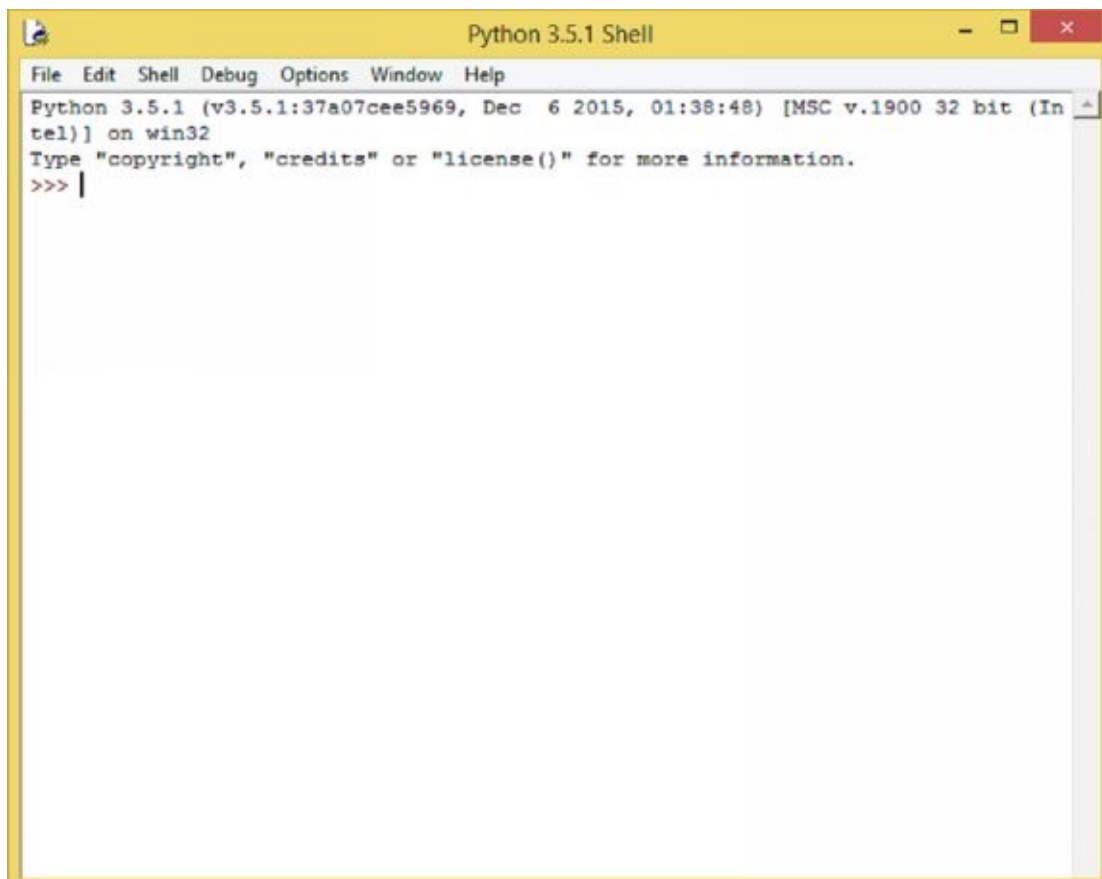 Python 3.5.1 Shell
File Edit Shell Debug Options Window Help
Python 3.5.1 (v3.5.1:37a07cee5969, Dec  6 2015, 01:38:48) [MSC v.1900 32 bit (In
tel)] on win32
Type "copyright", "credits" or "license()" for more information.
>>>